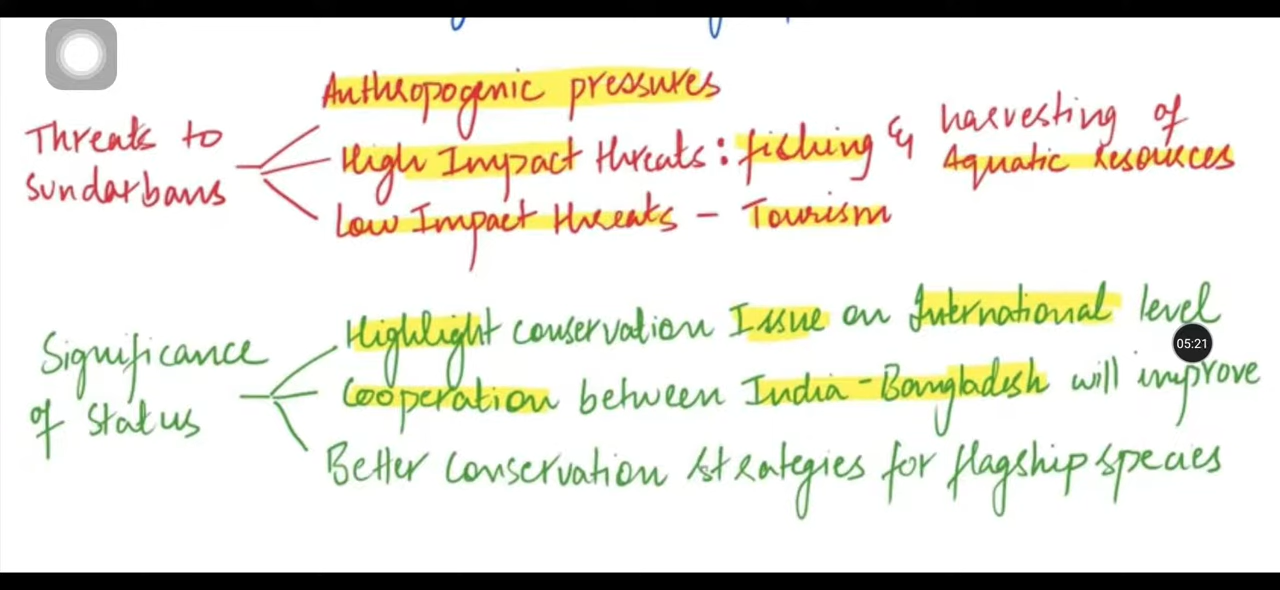 Anthropogenic pressures
Threats to
Sundarbans
High Impact threats : fishing & harvesting of
Aquatic Resources
Low Impact threats – Tourism
Significance
of Status
Highlight conservation Issue on International level
05:21
Cooperation between India-Bangladesh will improve
Better conservation strategies for flagship species